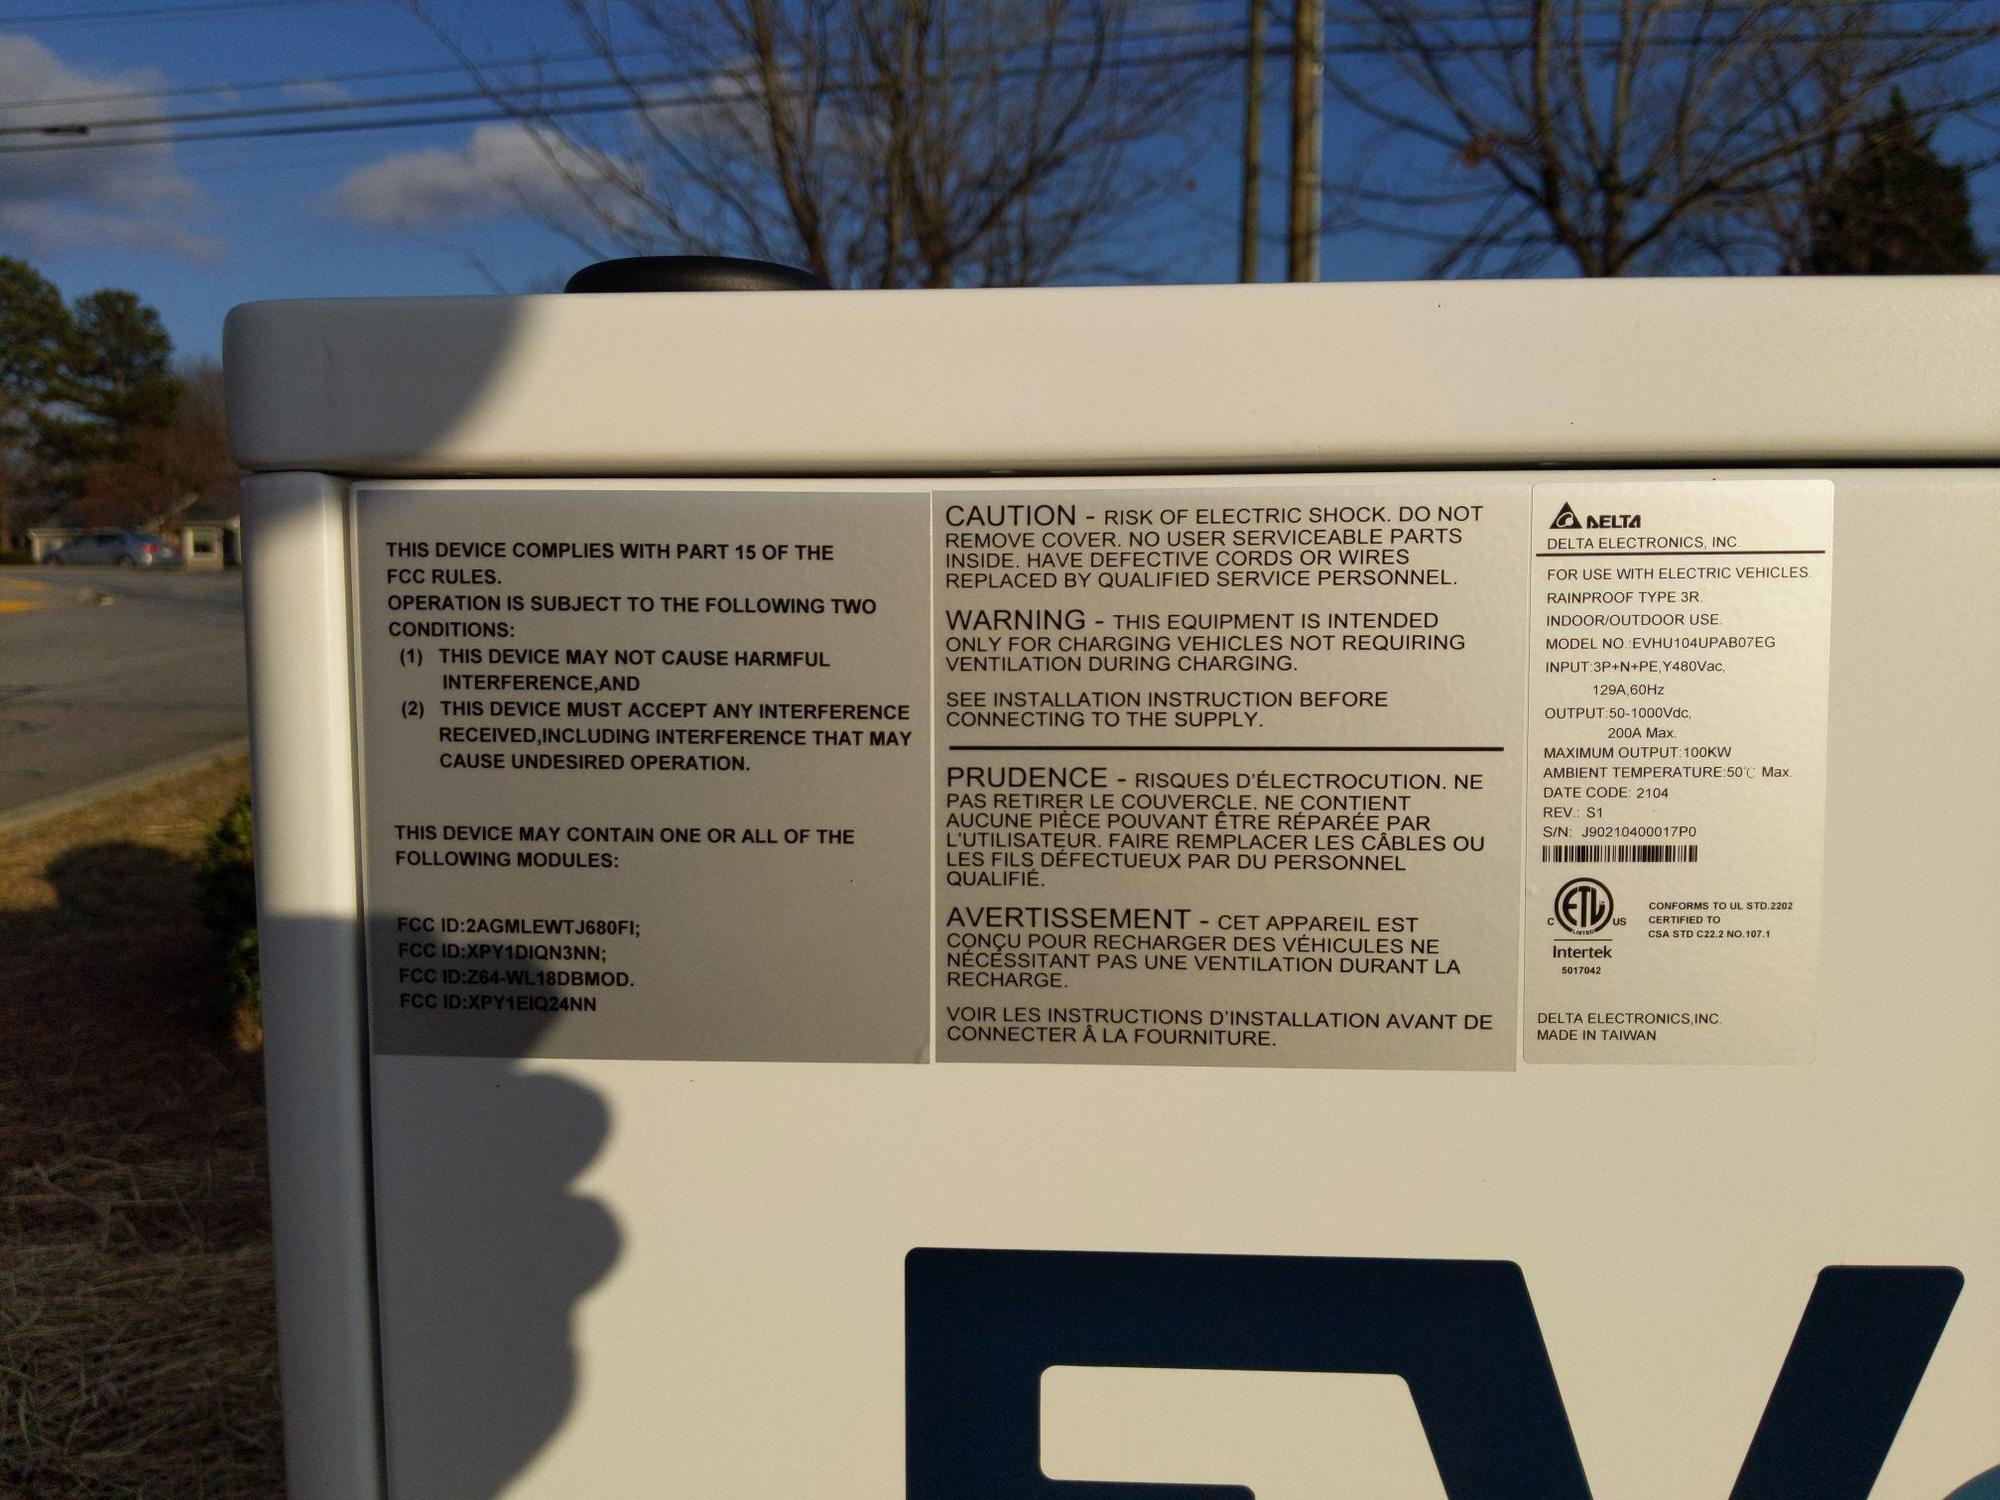 THIS DEVICE COMPLIES WITH PART 15 OF THE
FCC RULES.
OPERATION IS SUBJECT TO THE FOLLOWING TWO
CONDITIONS:
(1) THIS DEVICE MAY NOT CAUSE HARMFUL
INTERFERENCE,AND
(2) THIS DEVICE MUST ACCEPT ANY INTERFERENCE
RECEIVED,INCLUDING INTERFERENCE THAT MAY
CAUSE UNDESIRED OPERATION.
THIS DEVICE MAY CONTAIN ONE OR ALL OF THE
FOLLOWING MODULES:
FCC ID:2AGMLEWTJ680FI;
FCC ID:XPY1DIQN3NN;
FCC ID:Z64-WL18DBMOD.
FCC ID:XPY1EIQ24NN
CAUTION - RISK OF ELECTRIC SHOCK. DO NOT
REMOVE COVER. NO USER SERVICEABLE PARTS
INSIDE. HAVE DEFECTIVE CORDS OR WIRES
REPLACED BY QUALIFIED SERVICE PERSONNEL.
WARNING - THIS EQUIPMENT IS INTENDED
ONLY FOR CHARGING VEHICLES NOT REQUIRING
VENTILATION DURING CHARGING.
SEE INSTALLATION INSTRUCTION BEFORE
CONNECTING TO THE SUPPLY.
PRUDENCE - RISQUES D'ÉLECTROCUTION. NE
PAS RETIRER LE COUVERCLE. NE CONTIENT
AUCUNE PIÈCE POUVANT ÊTRE RÉPARÉE PAR
L'UTILISATEUR. FAIRE REMPLACER LES CÂBLES OU
LES FILS DÉFECTUEUX PAR DU PERSONNEL
QUALIFIÉ.
AVERTISSEMENT - CET APPAREIL EST
CONÇU POUR RECHARGER DES VÉHICULES NE
NÉCESSITANT PAS UNE VENTILATION DURANT LA
RECHARGE.
VOIR LES INSTRUCTIONS D'INSTALLATION AVANT DE
CONNECTER Â LA FOURNITURE.
DELTA
DELTA ELECTRONICS, INC.
FOR USE WITH ELECTRIC VEHICLES.
RAINPROOF TYPE 3R.
INDOOR/OUTDOOR USE.
MODEL NO.:EVHU104UPAB07EG
INPUT:3P+N+PE,Y480Vac,
129A,60Hz
OUTPUT:50-1000Vdc,
200A Max.
MAXIMUM OUTPUT:100KW
AMBIENT TEMPERATURE:50℃ Max.
DATE CODE: 2104
REV.: S1
S/N: J90210400017P0
C ETL US
LISTED
Intertek
5017042
CONFORMS TO UL STD.2202
CERTIFIED TO
CSA STD C22.2 NO.107.1
DELTA ELECTRONICS,INC.
MADE IN TAIWAN
EV